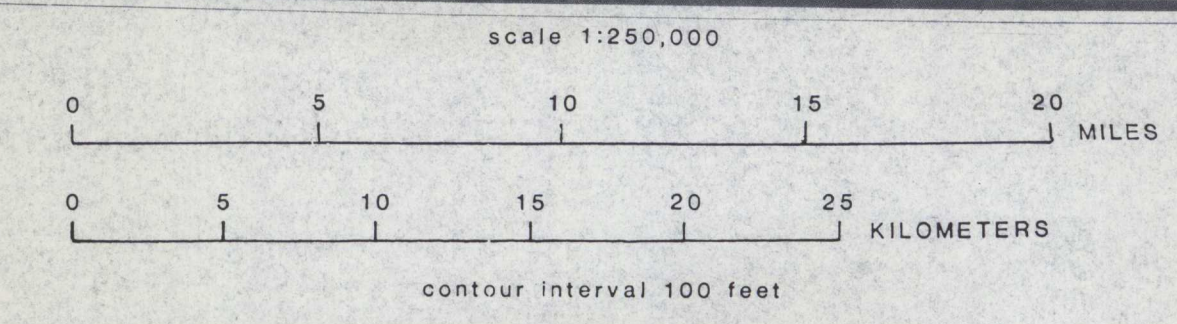 scale 1:250,000
0 5 10 15 20 MILES
0 5 10 15 20 25 KILOMETERS
contour interval 100 feet